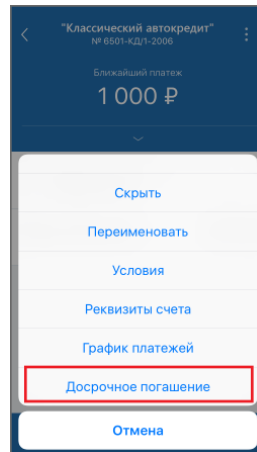 "Классический автокредит"
№ 6501-КД/1-2006
Ближайший платеж
1 000 ₽
Скрыть
Переименовать
Условия
Реквизиты счета
График платежей
Досрочное погашение
Отмена